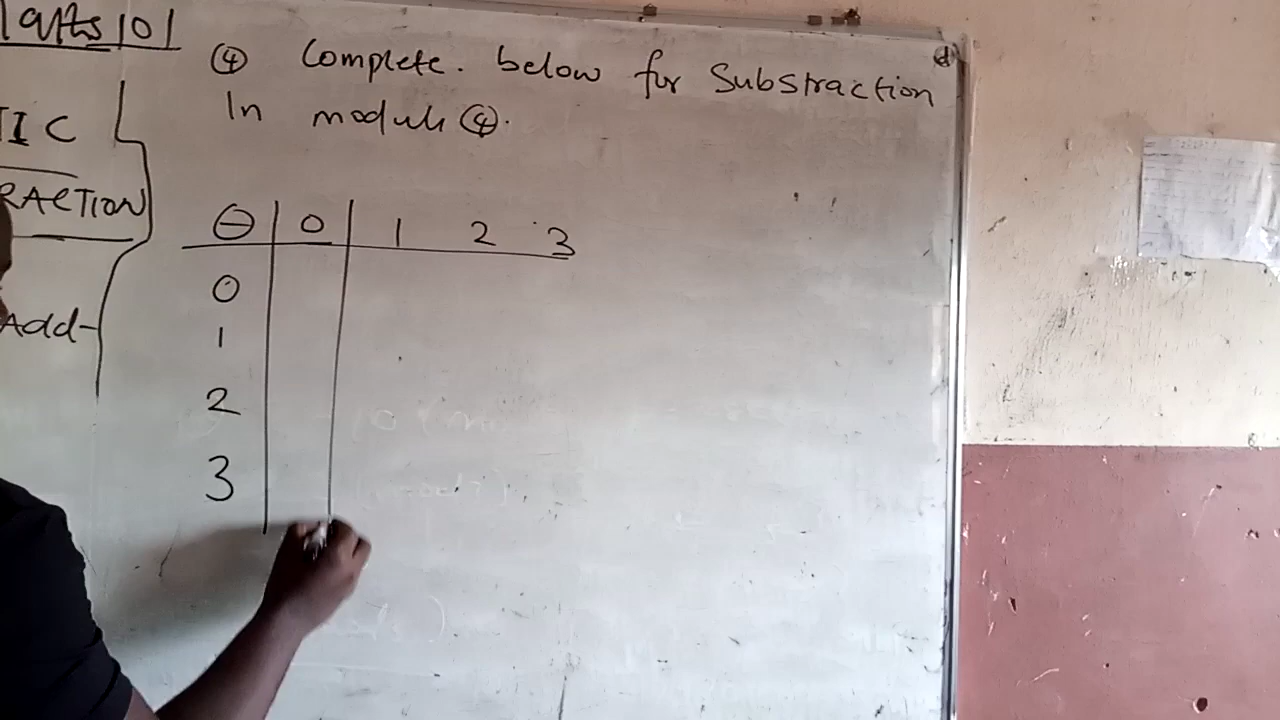 Maths 101
TIC
RACTION
Add-
④ Complete. below for Substraction
In module ④.
⊖ 0 1 2 3
0
1
2
3